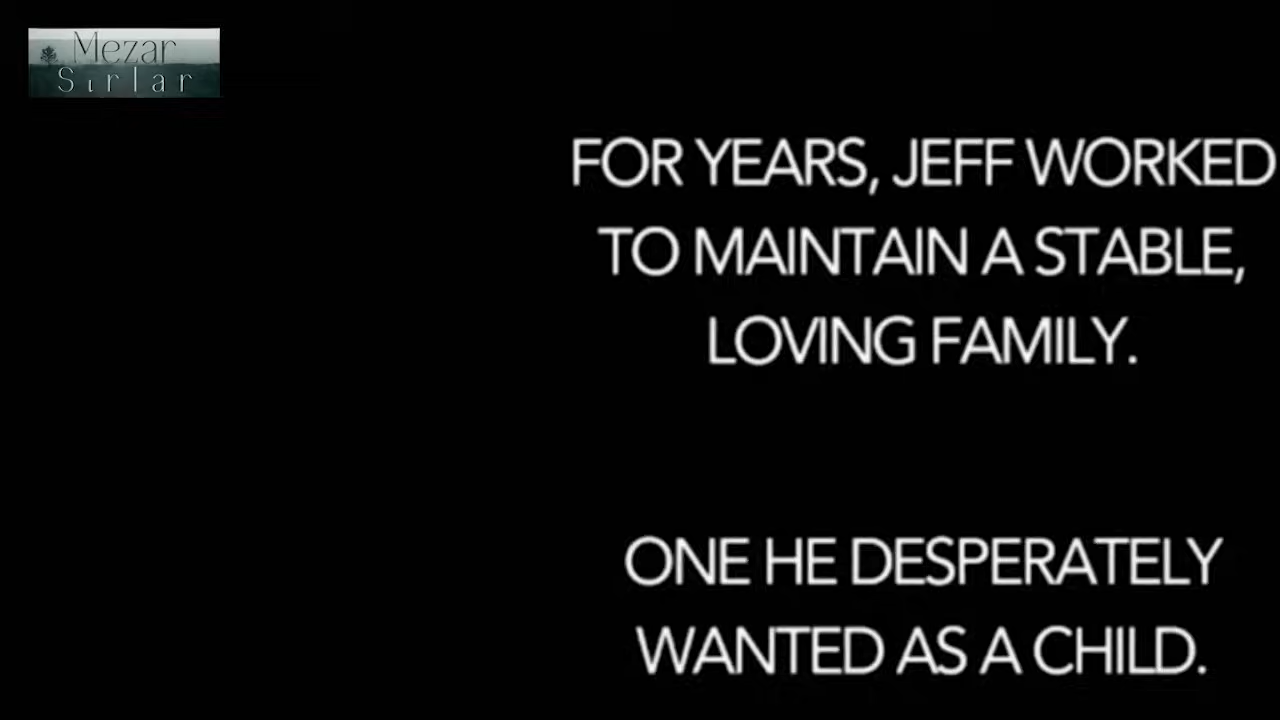 Mezar
Sırlar
FOR YEARS, JEFF WORKED
TO MAINTAIN A STABLE,
LOVING FAMILY.
ONE HE DESPERATELY
WANTED AS A CHILD.